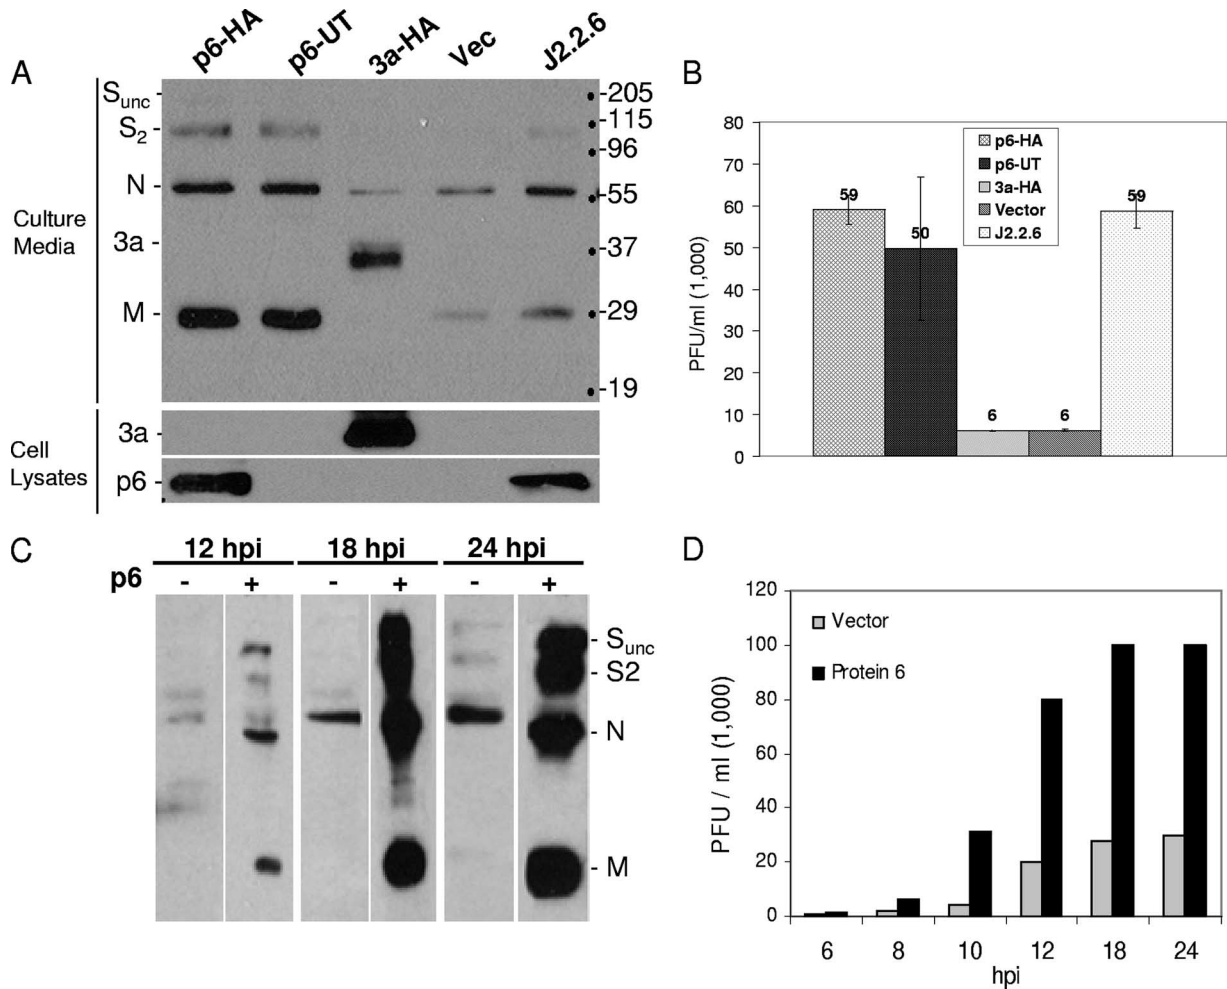 p6-HA p6-UT 3a-HA Vec J2.2.6
A
Culture Media
S unc
S 2
N
3a
M
-205
-115
-96
-55
-37
-29
-19
Cell Lysates
3a
p6
B
PFU/ml (1,000)
80
70
60
50
40
30
20
10
0
p6-HA
p6-UT
3a-HA
Vector
J2.2.6
59
50
6
6
59
C
12 hpi 18 hpi 24 hpi
p6 - + - + - +
S unc
S2
N
M
D
PFU / ml (1,000)
120
100
80
60
40
20
0
Vector
Protein 6
6 8 10 12 18 24
hpi